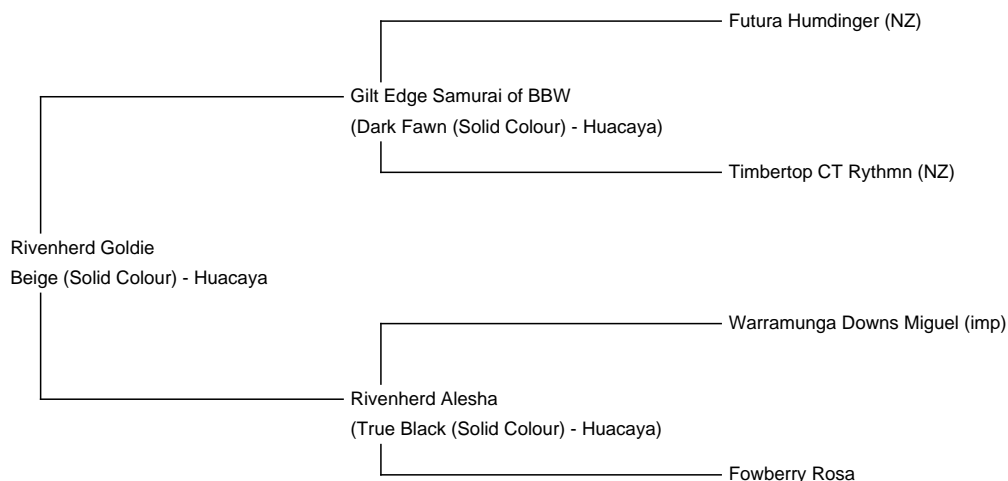 Futura Humdinger (NZ)
Gilt Edge Samurai of BBW
(Dark Fawn (Solid Colour) - Huacaya)
Timbertop CT Rythmn (NZ)
Rivenherd Goldie
Beige (Solid Colour) - Huacaya
Warramunga Downs Miguel (imp)
Rivenherd Alesha
(True Black (Solid Colour) - Huacaya)
Fowberry Rosa